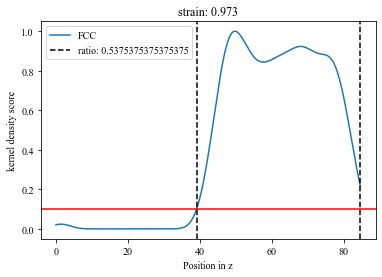 strain: 0.973
FCC
ratio: 0.5375375375375375
kernel density score
1.0
0.8
0.6
0.4
0.2
0.0
0 20 40 60 80
Position in z